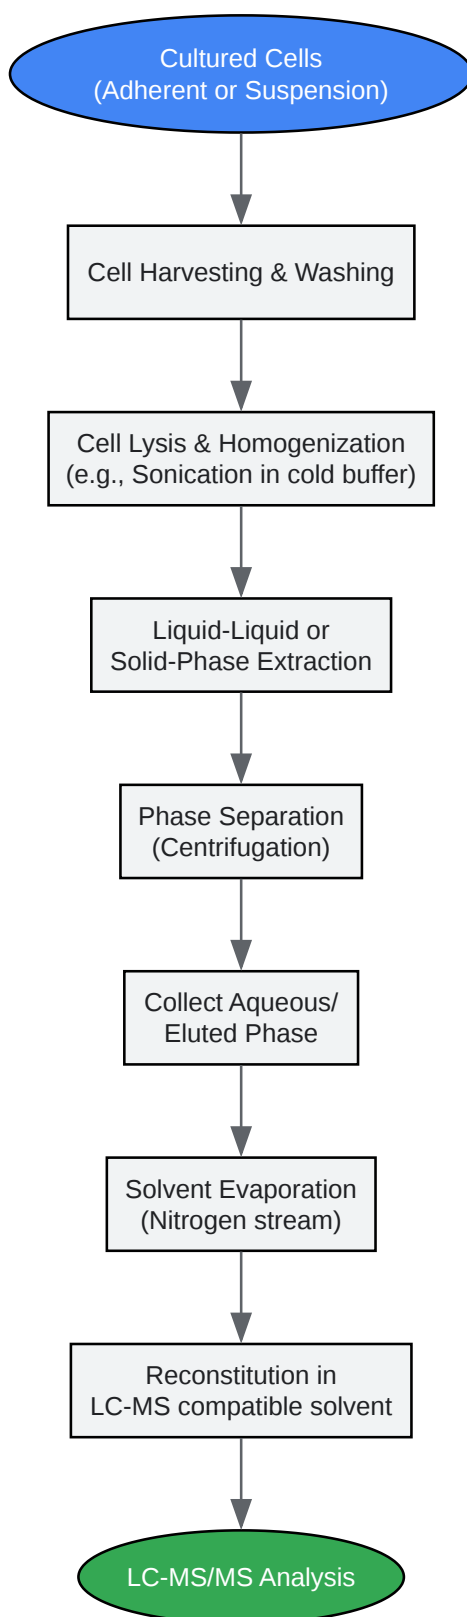 Cultured Cells
(Adherent or Suspension)
Cell Harvesting & Washing
Cell Lysis & Homogenization
(e.g., Sonication in cold buffer)
Liquid-Liquid or
Solid-Phase Extraction
Phase Separation
(Centrifugation)
Collect Aqueous/
Eluted Phase
Solvent Evaporation
(Nitrogen stream)
Reconstitution in
LC-MS compatible solvent
LC-MS/MS Analysis